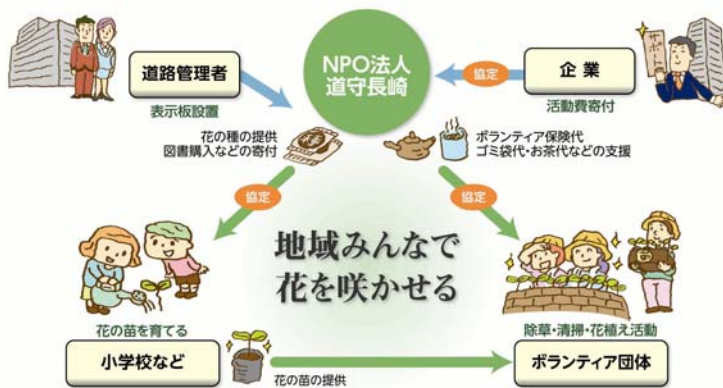 道路管理者
表示板設置
NPO法人
道守長崎
協定
企業
活動費寄付
サポート
花の種の提供
図書購入などの寄付
種
ボランティア保険代
ゴミ袋代・お茶代などの支援
協定
協定
地域みんなで
花を咲かせる
花の苗を育てる
小学校など
花の苗の提供
除草・清掃・花植え活動
ボランティア団体